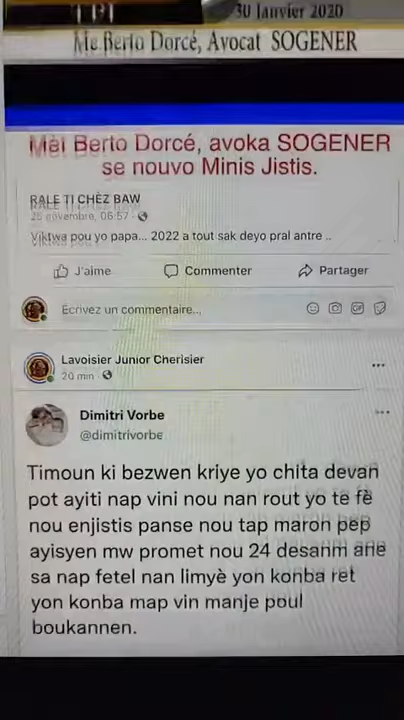 30 Janvier 2020
Me Berto Dorcé, Avocat SOGENER
Mèi Berto Dorcé, avoka SOGENER
se nouvo Minis Jistis.
RALE TI CHÈZ BAW
25 novembre, 06:57
Viktwa pou yo papa... 2022 a tout sak deyo pral antre ..
J'aime
Commenter
Partager
Écrivez un commentaire...
GIF
Lavoisier Junior Cherisier
20 min
Dimitri Vorbe
@dimitrivorbe
Timoun ki bezwen kriye yo chita devan
pot ayiti nap vini nou nan rout yo te fè
nou enjistis panse nou tap maron pep
ayisyen mw promet nou 24 desanm ane
sa nap fetel nan limyè yon konba ret
yon konba map vin manje poul
boukannen.